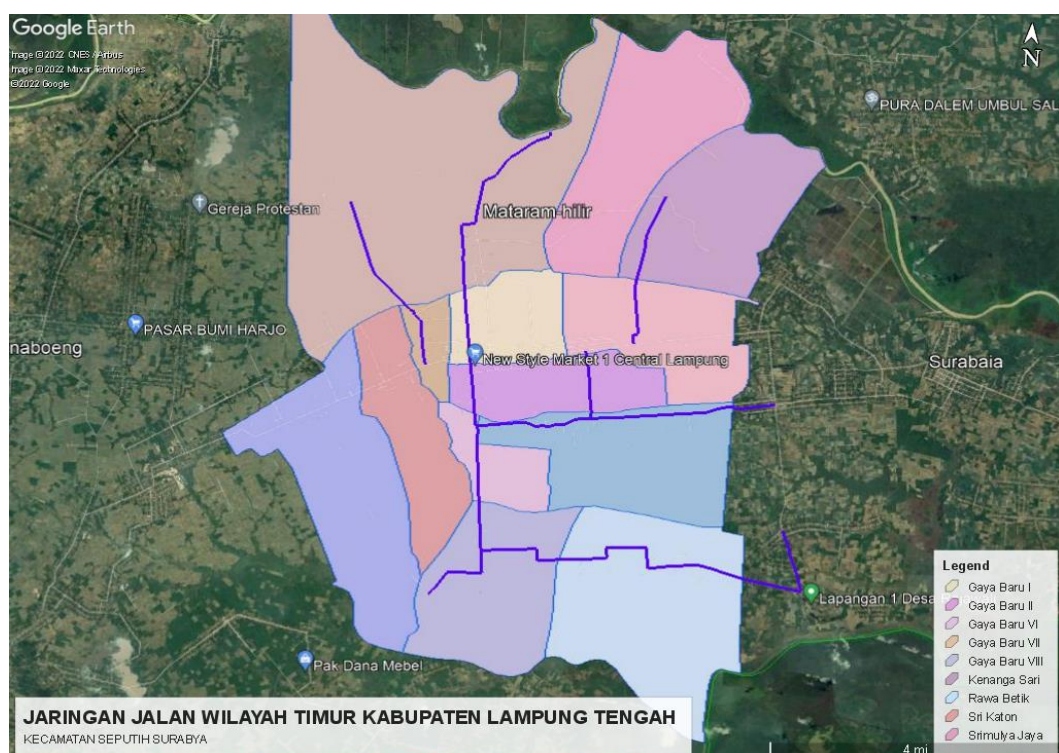 Google Earth
Image © 2022 CNES / Airbus
Image © 2022 Maxar Technologies
© 2022 Google
N
PURA DALEM UMBUL SAL
Gereja Protestan
Mataram-hilir
PASAR BUMI HARJO
naboeng
New Style Market 1 Central Lampung
Surabaia
Lapangan 1 Desa
Pak Dana Mebel
Legend
Gaya Baru I
Gaya Baru II
Gaya Baru VI
Gaya Baru VII
Gaya Baru VIII
Kenanga Sari
Rawa Betik
Sri Katon
Srimulya Jaya
JARINGAN JALAN WILAYAH TIMUR KABUPATEN LAMPUNG TENGAH
KECAMATAN SEPUTIH SURABYA
4 mi